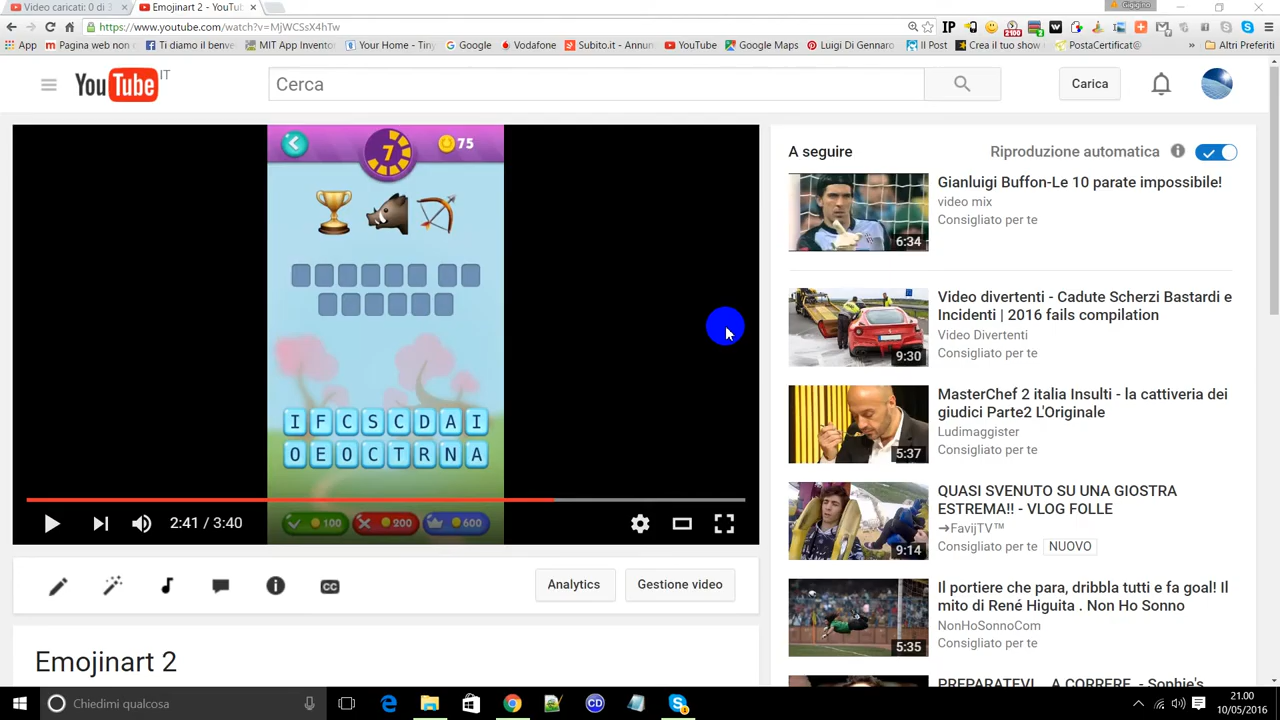 Video caricati: 0 di 3
Emojinart 2 - YouTu
Gigigino
https://www.youtube.com/watch?v=MjWCSsX4hTw
App
Pagina web non
Ti diamo il benve
MIT App Inventor
Your Home - Tiny
Google
Vodafone
Subito.it - Annun
YouTube
Google Maps
Luigi Di Gennaro
Il Post
Crea il tuo show
PostaCertificat@
»
Altri Preferiti
YouTube IT
Cerca
Carica
7
75
I F C S C D A I
O E O C T R N A
100
200
600
2:41 / 3:40
A seguire
Riproduzione automatica
Gianluigi Buffon-Le 10 parate impossibile!
video mix
Consigliato per te
6:34
Video divertenti - Cadute Scherzi Bastardi e
Incidenti | 2016 fails compilation
Video Divertenti
Consigliato per te
9:30
MasterChef 2 italia Insulti - la cattiveria dei
giudici Parte2 L'Originale
Ludimaggister
Consigliato per te
5:37
QUASI SVENUTO SU UNA GIOSTRA
ESTREMA!! - VLOG FOLLE
➔FavijTV™
Consigliato per te NUOVO
9:14
Il portiere che para, dribbla tutti e fa goal! Il
mito di René Higuita . Non Ho Sonno
NonHoSonnoCom
Consigliato per te
5:35
PREPARATEVI... A CORRERE. - Sophie's
Analytics
Gestione video
Emojinart 2
Chiedimi qualcosa
21.00
10/05/2016